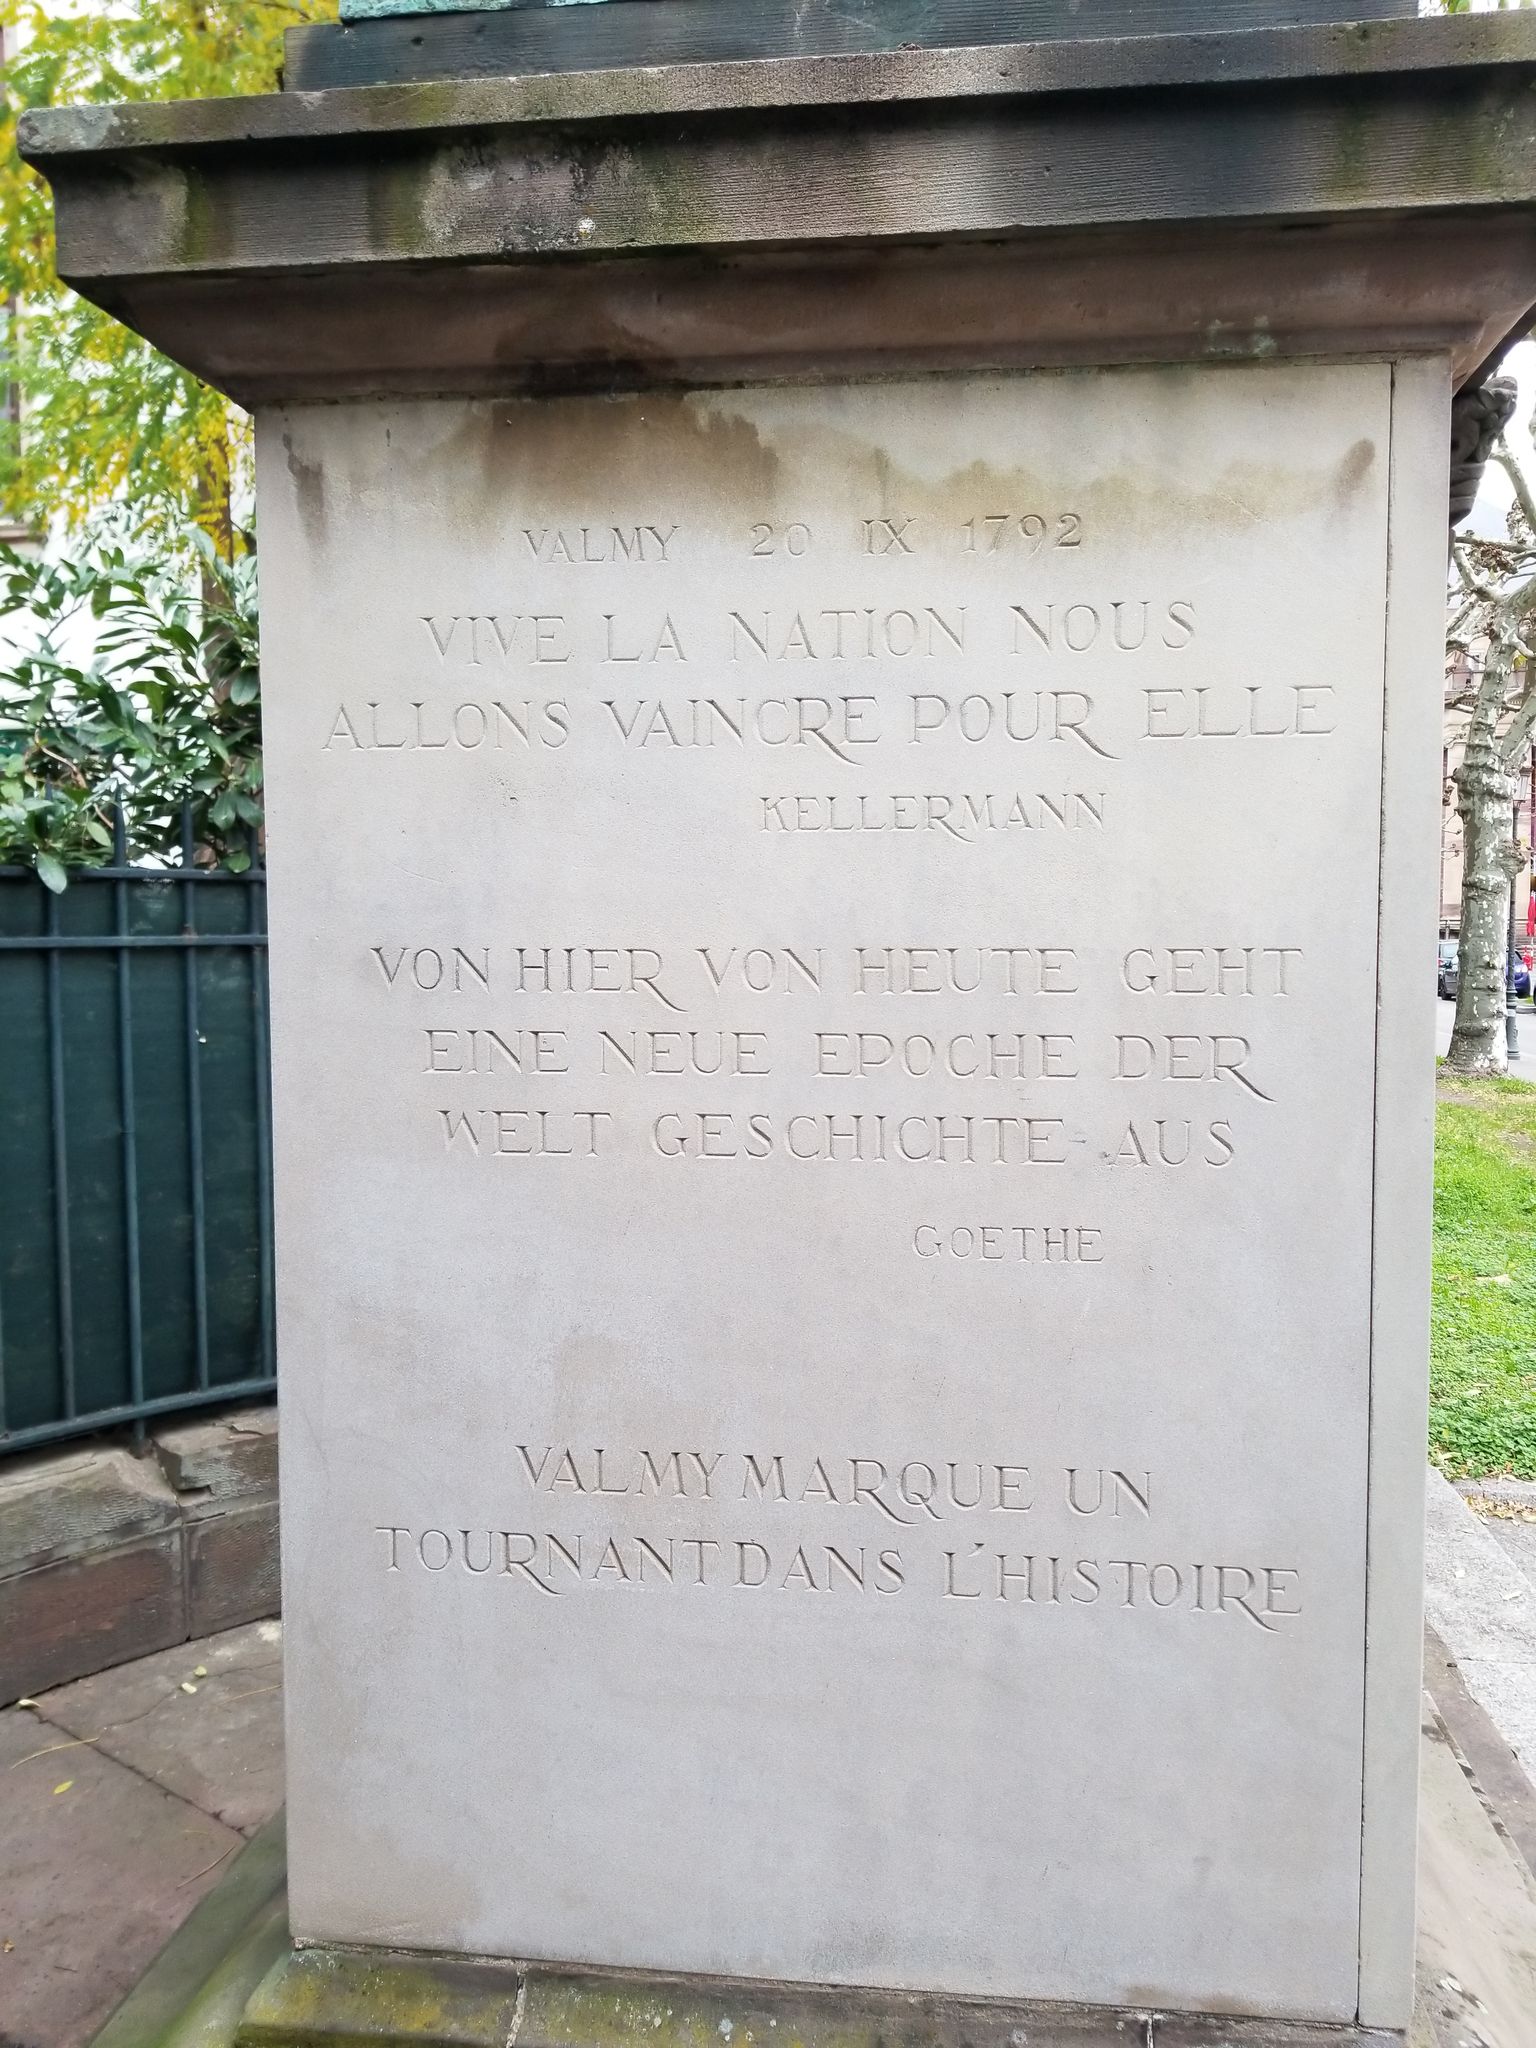 VALMY 20 IX 1792
VIVE LA NATION NOUS
ALLONS VAINCRE POUR ELLE
KELLERMANN
VON HIER VON HEUTE GEHT
EINE NEUE EPOCHE DER
WELT GESCHICHTE AUS
GOETHE
VALMY MARQUE UN
TOURNANT DANS L'HISTOIRE